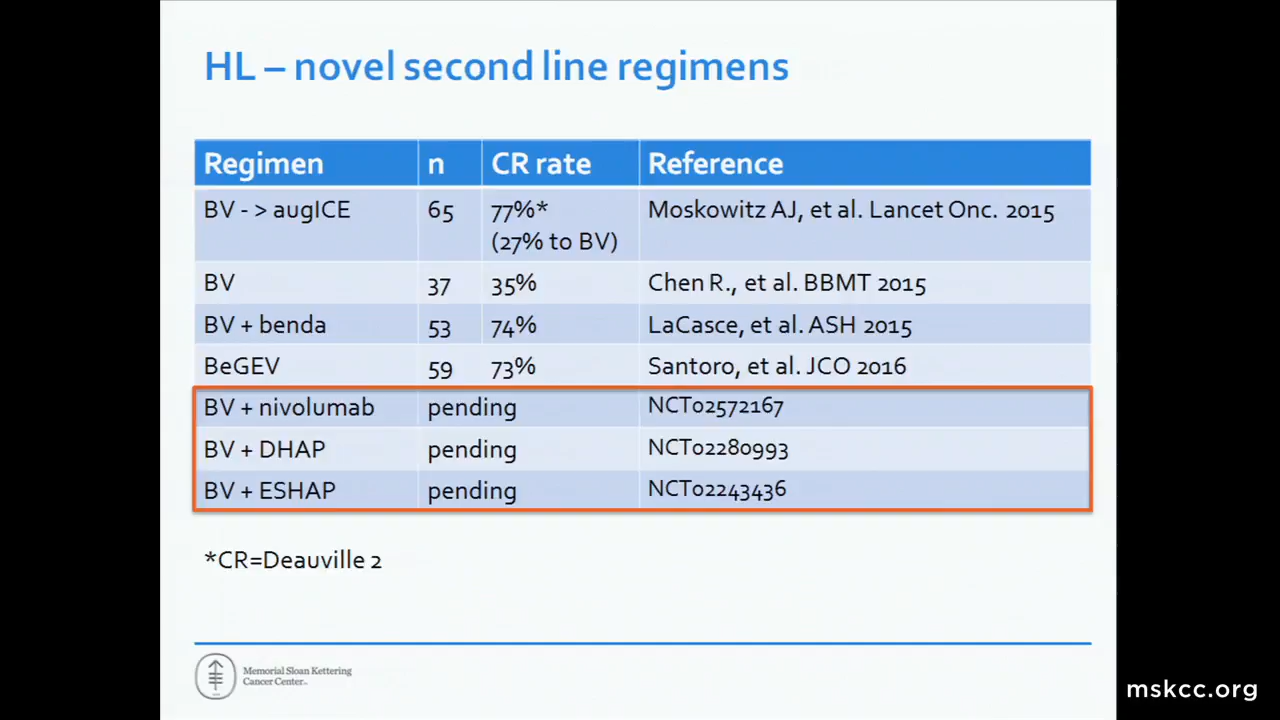 HL – novel second line regimens
Regimen n CR rate Reference
BV - > augICE 65 77%* Moskowitz AJ, et al. Lancet Onc. 2015
(27% to BV)
BV 37 35% Chen R., et al. BBMT 2015
BV + benda 53 74% LaCasce, et al. ASH 2015
BeGEV 59 73% Santoro, et al. JCO 2016
BV + nivolumab pending NCT02572167
BV + DHAP pending NCT02280993
BV + ESHAP pending NCT02243436
*CR=Deauville 2
Memorial Sloan Kettering
Cancer Center
mskcc.org